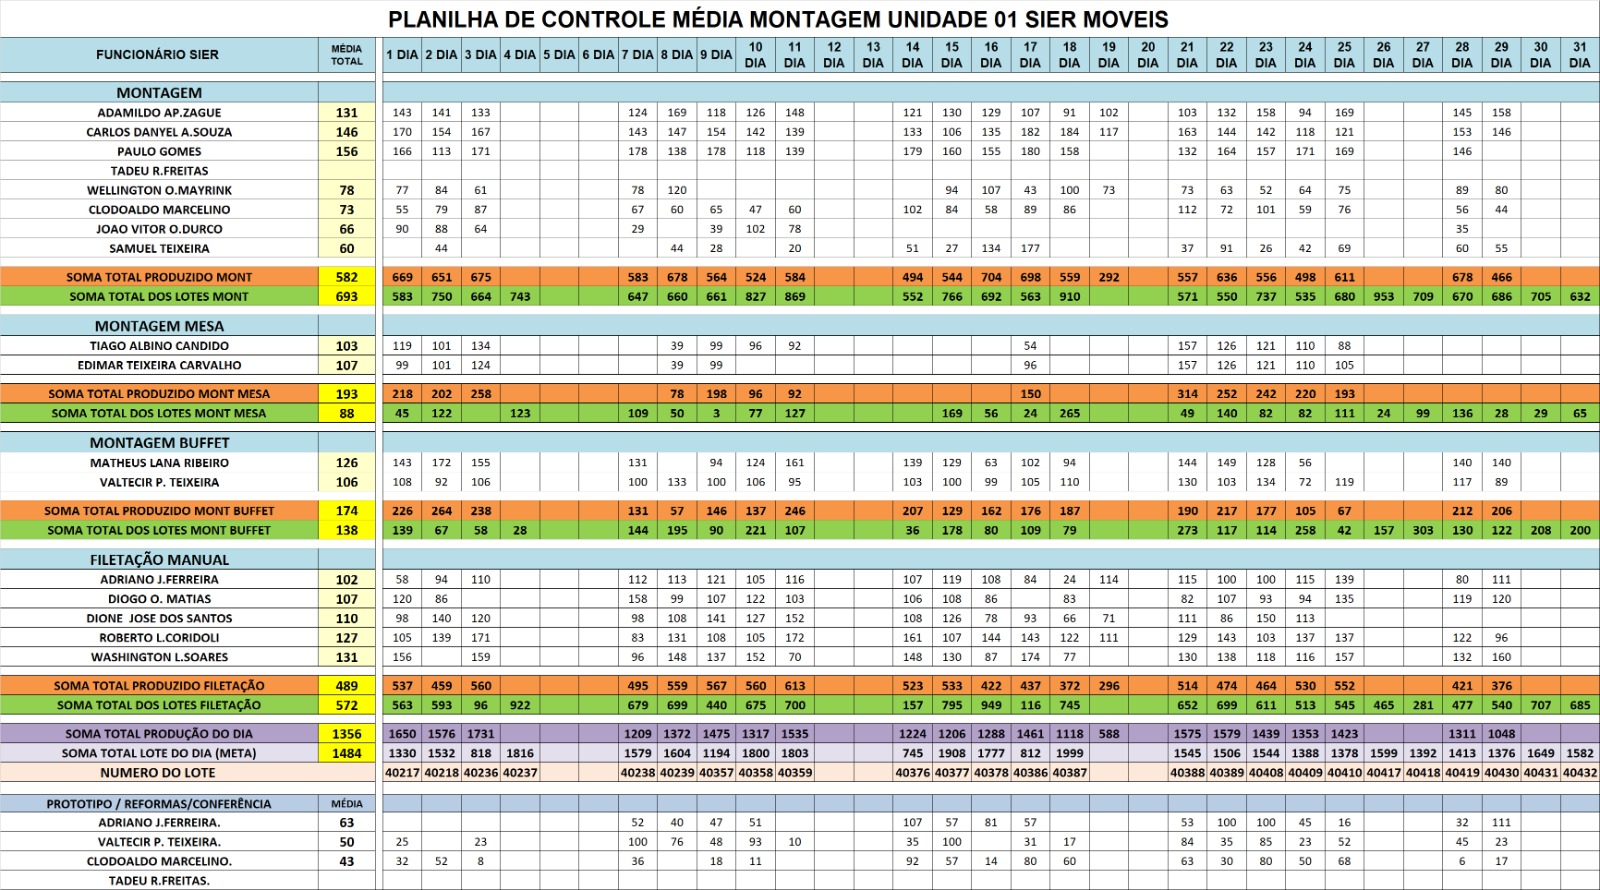 PLANILHA DE CONTROLE MÉDIA MONTAGEM UNIDADE 01 SIER MOVEIS
FUNCIONÁRIO SIER MÉDIA TOTAL 1 DIA 2 DIA 3 DIA 4 DIA 5 DIA 6 DIA 7 DIA 8 DIA 9 DIA 10 DIA 11 DIA 12 DIA 13 DIA 14 DIA 15 DIA 16 DIA 17 DIA 18 DIA 19 DIA 20 DIA 21 DIA 22 DIA 23 DIA 24 DIA 25 DIA 26 DIA 27 DIA 28 DIA 29 DIA 30 DIA 31 DIA
MONTAGEM
ADAMILDO AP.ZAGUE 131 143 141 133 124 169 118 126 148 121 130 129 107 91 102 103 132 158 94 169 145 158
CARLOS DANYEL A.SOUZA 146 170 154 167 143 147 154 142 139 133 106 135 182 184 117 163 144 142 118 121 153 146
PAULO GOMES 156 166 113 171 178 138 178 118 139 179 160 155 180 158 132 164 157 171 169 146
TADEU R.FREITAS
WELLINGTON O.MAYRINK 78 77 84 61 78 120 94 107 43 100 73 73 63 52 64 75 89 80
CLODOALDO MARCELINO 73 55 79 87 67 60 65 47 60 102 84 58 89 86 112 72 101 59 76 56 44
JOAO VITOR O.DURCO 66 90 88 64 29 39 102 78 35
SAMUEL TEIXEIRA 60 44 44 28 20 51 27 134 177 37 91 26 42 69 60 55
SOMA TOTAL PRODUZIDO MONT 582 669 651 675 583 678 564 524 584 494 544 704 698 559 292 557 636 556 498 611 678 466
SOMA TOTAL DOS LOTES MONT 693 583 750 664 743 647 660 661 827 869 552 766 692 563 910 571 550 737 535 680 953 709 670 686 705 632
MONTAGEM MESA
TIAGO ALBINO CANDIDO 103 119 101 134 39 99 96 92 54 157 126 121 110 88
EDIMAR TEIXEIRA CARVALHO 107 99 101 124 39 99 96 157 126 121 110 105
SOMA TOTAL PRODUZIDO MONT MESA 193 218 202 258 78 198 96 92 150 314 252 242 220 193
SOMA TOTAL DOS LOTES MONT MESA 88 45 122 123 109 50 3 77 127 169 56 24 265 49 140 82 82 111 24 99 136 28 29 65
MONTAGEM BUFFET
MATHEUS LANA RIBEIRO 126 143 172 155 131 94 124 161 139 129 63 102 94 144 149 128 56 140 140
VALTECIR P. TEIXEIRA 106 108 92 106 100 133 100 106 95 103 100 99 105 110 130 103 134 72 119 117 89
SOMA TOTAL PRODUZIDO MONT BUFFET 174 226 264 238 131 57 146 137 246 207 129 162 176 187 190 217 177 105 67 212 206
SOMA TOTAL DOS LOTES MONT BUFFET 138 139 67 58 28 144 195 90 221 107 36 178 80 109 79 273 117 114 258 42 157 303 130 122 208 200
FILETAÇÃO MANUAL
ADRIANO J.FERREIRA 102 58 94 110 112 113 121 105 116 107 119 108 84 24 114 115 100 100 115 139 80 111
DIOGO O. MATIAS 107 120 86 158 99 107 122 103 106 108 86 83 82 107 93 94 135 119 120
DIONE JOSE DOS SANTOS 110 98 140 120 98 108 141 127 152 108 126 78 93 66 71 111 86 150 113
ROBERTO L.CORIDOLI 127 105 139 171 83 131 108 105 172 161 107 144 143 122 111 129 143 103 137 137 122 96
WASHINGTON L.SOARES 131 156 159 96 148 137 152 70 148 130 87 174 77 130 138 118 116 157 132 160
SOMA TOTAL PRODUZIDO FILETAÇÃO 489 537 459 560 495 559 567 560 613 523 533 422 437 372 296 514 474 464 530 552 421 376
SOMA TOTAL DOS LOTES FILETAÇÃO 572 563 593 96 922 679 699 440 675 700 157 795 949 116 745 652 699 611 513 545 465 281 477 540 707 685
SOMA TOTAL PRODUÇÃO DO DIA 1356 1650 1576 1731 1209 1372 1475 1317 1535 1224 1206 1288 1461 1118 588 1575 1579 1439 1353 1423 1311 1048
SOMA TOTAL LOTE DO DIA (META) 1484 1330 1532 818 1816 1579 1604 1194 1800 1803 745 1908 1777 812 1999 1545 1506 1544 1388 1378 1599 1392 1413 1376 1649 1582
NUMERO DO LOTE 40217 40218 40236 40237 40238 40239 40357 40358 40359 40376 40377 40378 40386 40387 40388 40389 40408 40409 40410 40417 40418 40419 40430 40431 40432
PROTOTIPO / REFORMAS/CONFERÊNCIA MÉDIA
ADRIANO J.FERREIRA. 63 52 40 47 51 107 57 81 57 53 100 100 45 16 32 111
VALTECIR P. TEIXEIRA. 50 25 23 100 76 48 93 10 35 100 31 17 84 35 85 23 52 45 23
CLODOALDO MARCELINO. 43 32 52 8 36 18 11 92 57 14 80 60 63 30 80 50 68 6 17
TADEU R.FREITAS.